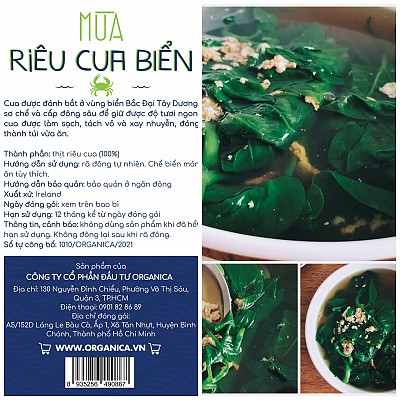 MÙA
RIÊU CUA BIỂN
Cua được đánh bắt ở vùng biển Bắc Đại Tây Dương
sơ chế và cấp đông sâu để giữ được độ tươi ngon
cua được làm sạch, tách vỏ và xay nhuyễn, đóng
thành túi vừa ăn.
Thành phần: thịt riêu cua (100%)
Hướng dẫn sử dụng: rã đông tự nhiên. Chế biến món
ăn tùy thích.
Hướng dẫn bảo quản: bảo quản ở ngăn đông
Xuất xứ: Ireland
Ngày đóng gói: xem trên bao bì
Hạn sử dụng: 12 tháng kể từ ngày đóng gói
Thông tin, cảnh báo: không dùng sản phẩm khi đã hết
hạn sử dụng. Không đông lại sau khi rã đông.
Số tự công bố: 1010/ORGANICA/2021
Sản phẩm của
CÔNG TY CỔ PHẦN ĐẦU TƯ ORGANICA
Địa chỉ: 130 Nguyễn Đình Chiểu, Phường Võ Thị Sáu,
Quận 3, TP.HCM
Điện thoại: 0901 82 86 89
Địa chỉ đóng gói:
A5/152D Láng Le Bàu Cò, Ấp 1, Xã Tân Nhựt, Huyện Bình
Chánh, Thành phố Hồ Chí Minh
WWW.ORGANICA.VN
8 935256 490867